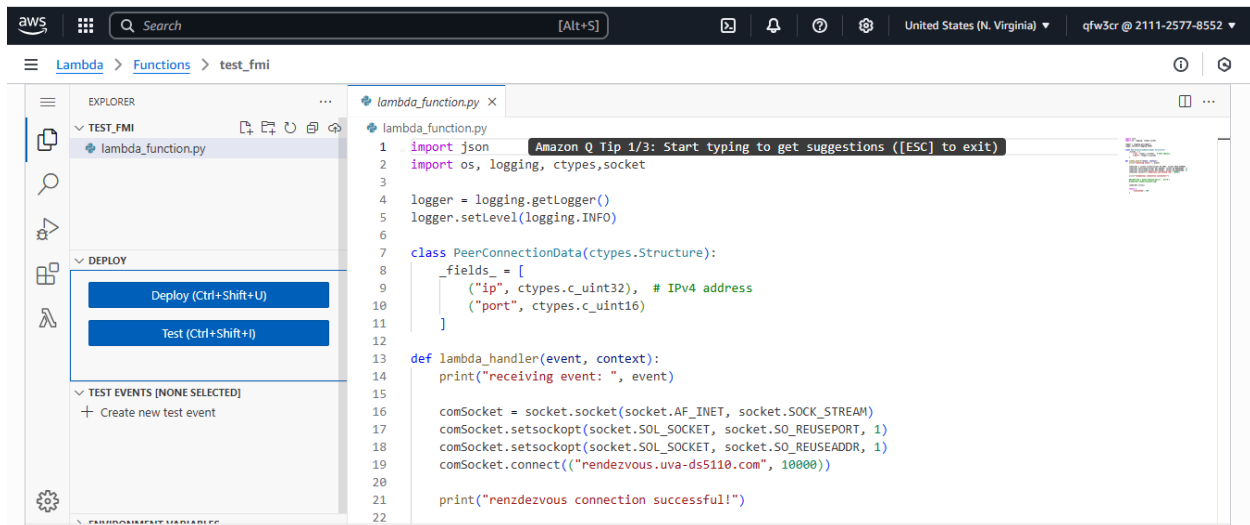 aws
Search [Alt+S]
United States (N. Virginia) ▼
qfw3cr @ 2111-2577-8552 ▼
Lambda > Functions > test_fmi
EXPLORER ...
TEST_FMI
lambda_function.py
DEPLOY
Deploy (Ctrl+Shift+U)
Test (Ctrl+Shift+I)
TEST EVENTS [NONE SELECTED]
+ Create new test event
ENVIRONMENT VARIABLES
lambda_function.py ×
lambda_function.py
1 import json Amazon Q Tip 1/3: Start typing to get suggestions ([ESC] to exit)
2 import os, logging, ctypes,socket
3
4 logger = logging.getLogger()
5 logger.setLevel(logging.INFO)
6
7 class PeerConnectionData(ctypes.Structure):
8     _fields_ = [
9         ("ip", ctypes.c_uint32),  # IPv4 address
10         ("port", ctypes.c_uint16)
11     ]
12
13 def lambda_handler(event, context):
14     print("receiving event: ", event)
15
16     comSocket = socket.socket(socket.AF_INET, socket.SOCK_STREAM)
17     comSocket.setsockopt(socket.SOL_SOCKET, socket.SO_REUSEPORT, 1)
18     comSocket.setsockopt(socket.SOL_SOCKET, socket.SO_REUSEADDR, 1)
19     comSocket.connect(("rendezvous.uva-ds5110.com", 10000))
20
21     print("renzdezvous connection successful!")
22